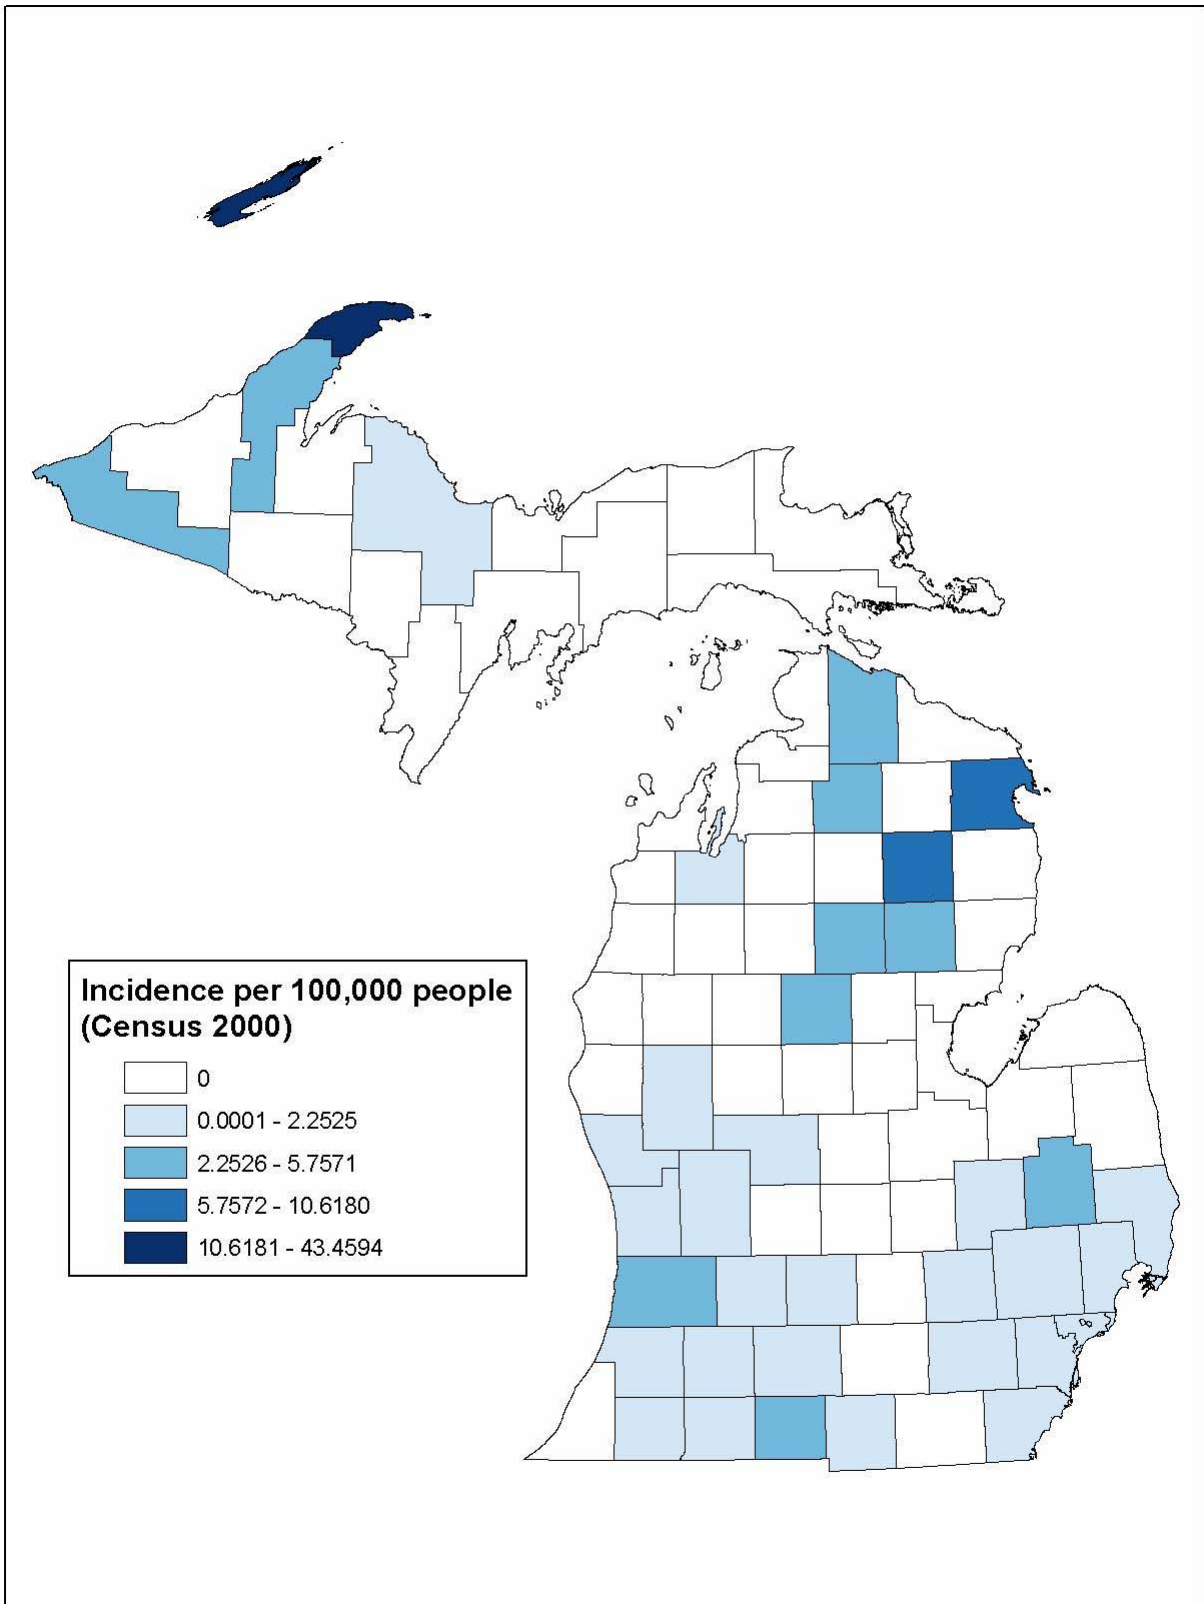 Incidence per 100,000 people
(Census 2000)
0
0.0001 - 2.2525
2.2526 - 5.7571
5.7572 - 10.6180
10.6181 - 43.4594